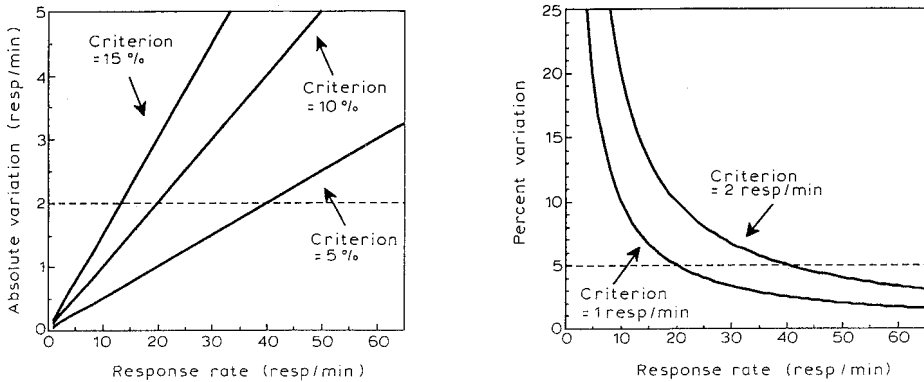 5
4
3
2
1
0
Absolute variation (resp/min)
Criterion
= 15 %
Criterion
= 10 %
Criterion
= 5 %
0 10 20 30 40 50 60
Response rate (resp/min)
25
20
15
10
5
0
Percent variation
Criterion
= 2 resp/min
Criterion
= 1 resp/min
0 10 20 30 40 50 60
Response rate (resp/min)